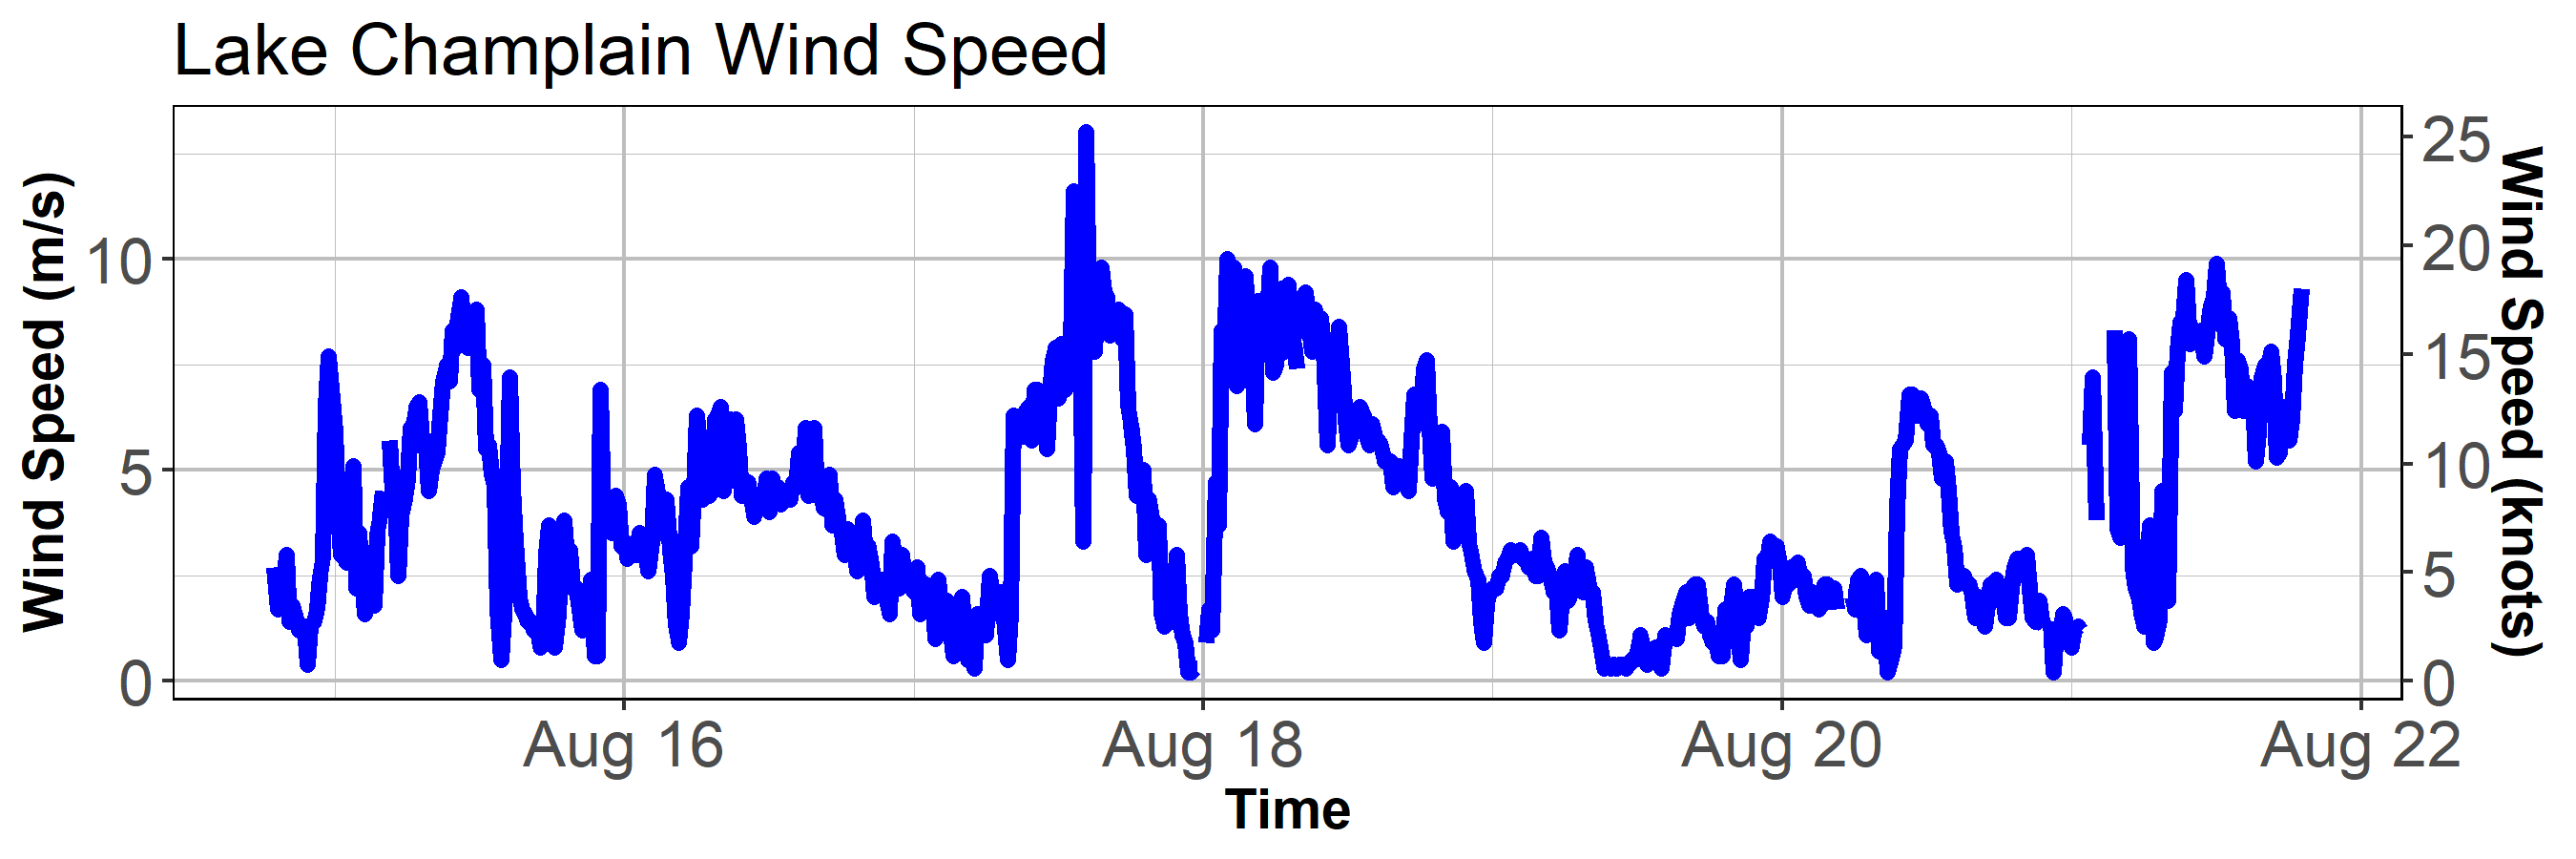 Lake Champlain Wind Speed
Wind Speed (m/s)
10
5
0
25
20
15
10
5
0
Wind Speed (knots)
Aug 16 Aug 18 Aug 20 Aug 22
Time